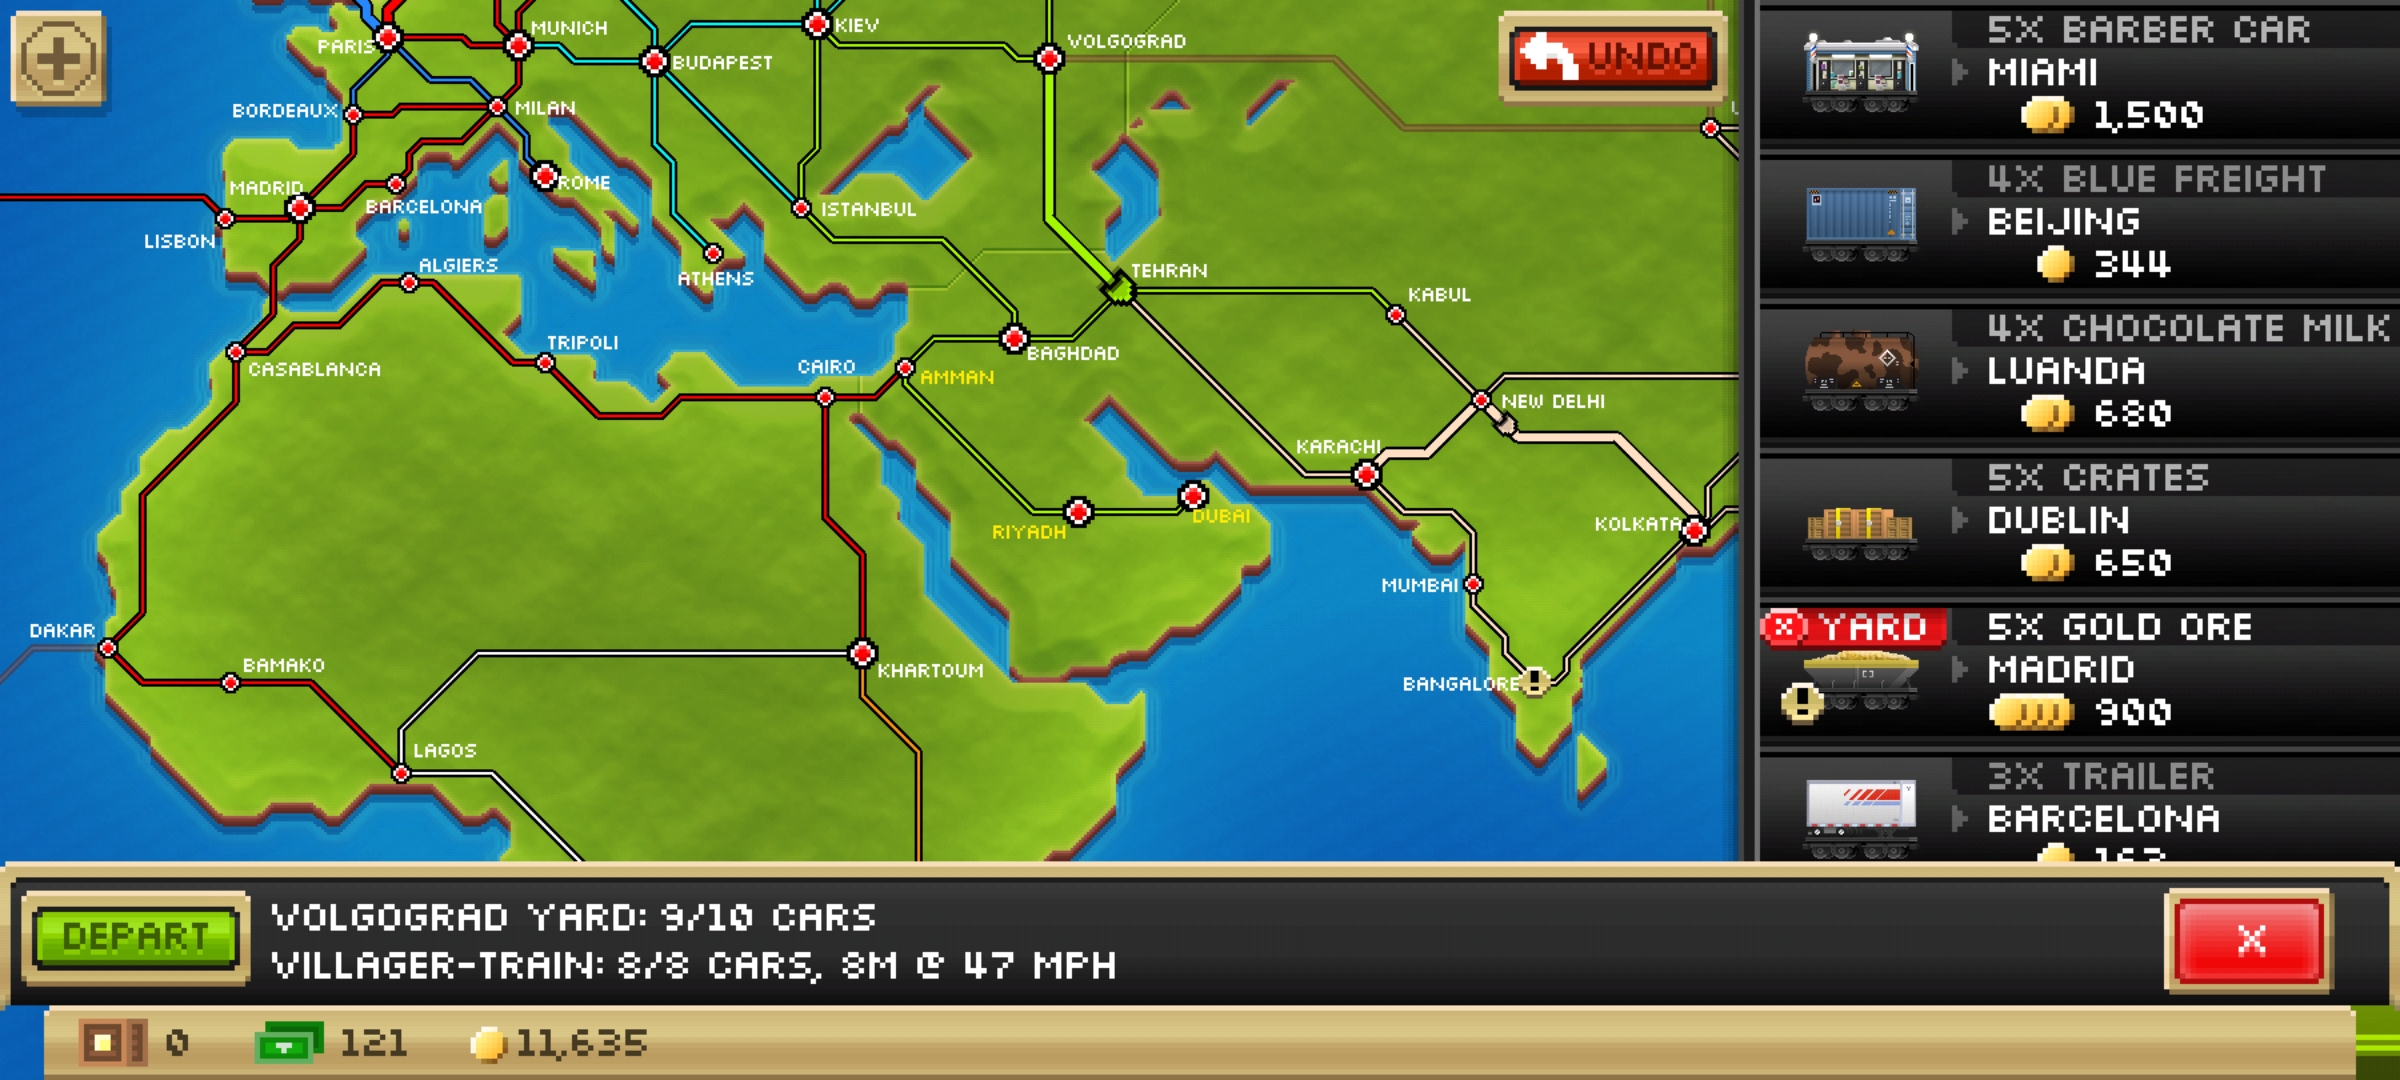 PARIS
MUNICH
KIEV
VOLGOGRAD
UNDO
BUDAPEST
BORDEAUX
MILAN
ROME
MADRID
BARCELONA
ISTANBUL
LISBON
ALGIERS
ATHENS
TEHRAN
KABUL
CASABLANCA
TRIPOLI
CAIRO
BAGHDAD
AMMAN
NEW DELHI
KARACHI
RIYADH
DUBAI
KOLKATA
MUMBAI
DAKAR
BAMAKO
KHARTOUM
BANGALORE
LAGOS
5X BARBER CAR
MIAMI
1,500
4X BLUE FREIGHT
BEIJING
344
4X CHOCOLATE MILK
LUANDA
680
5X CRATES
DUBLIN
650
YARD
5X GOLD ORE
MADRID
900
3X TRAILER
BARCELONA
DEPART
VOLGOGRAD YARD: 9/10 CARS
VILLAGER-TRAIN: 8/8 CARS, 8M @ 47 MPH
X
0
121
11,635